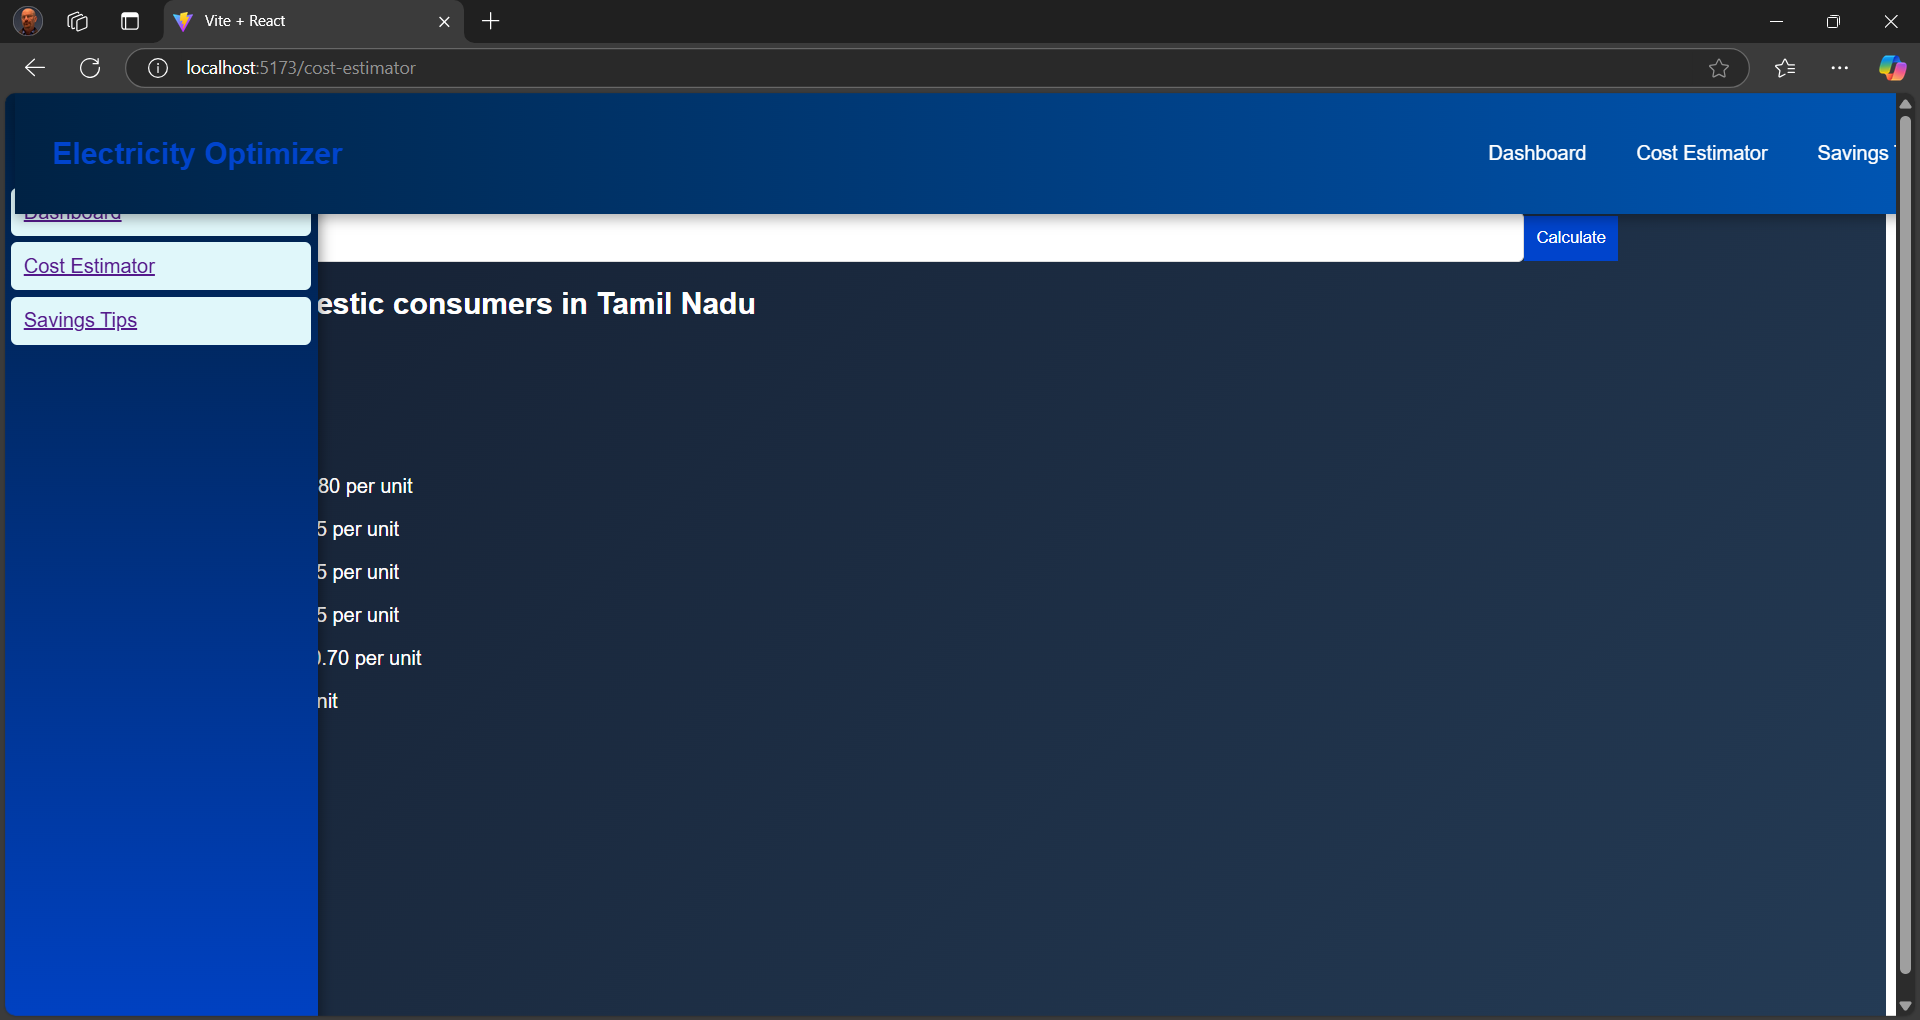 Vite + React
localhost:5173/cost-estimator
Electricity Optimizer
Dashboard
Cost Estimator
Savings
Dashboard
Calculate
Cost Estimator
estic consumers in Tamil Nadu
Savings Tips
80 per unit
5 per unit
5 per unit
5 per unit
.70 per unit
nit